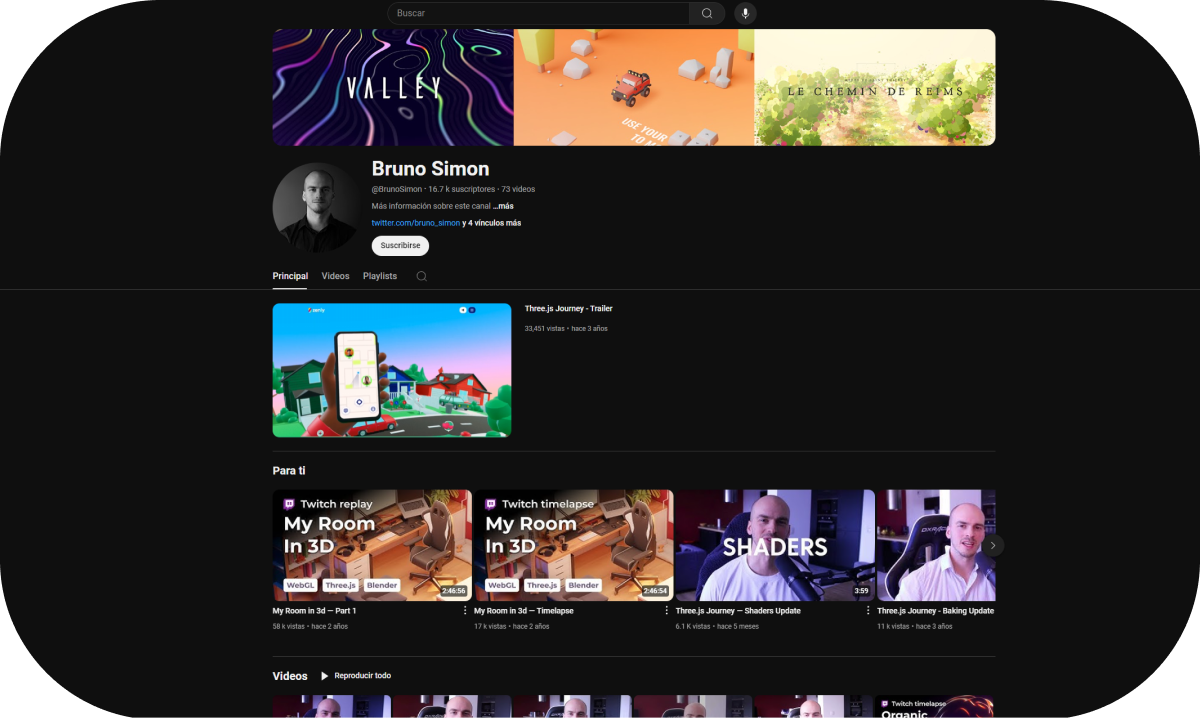 Buscar
VALLEY
USE YOUR
LE CHEMIN DE REIMS
Bruno Simon
@BrunoSimon · 16.7 k suscriptores · 73 videos
Más información sobre este canal ...más
twitter.com/bruno_simon y 4 vínculos más
Suscribirse
Principal Videos Playlists
Three.js Journey - Trailer
33,451 vistas • hace 3 años
Para ti
Twitch replay
My Room
In 3D
WebGL Three.js Blender
2:46:56
Twitch timelapse
My Room
In 3D
WebGL Three.js Blender
2:46:54
SHADERS
3:59
My Room in 3d — Part 1
58 k vistas • hace 2 años
My Room in 3d — Timelapse
17 k vistas • hace 2 años
Three.js Journey — Shaders Update
6.1 K vistas • hace 5 meses
Three.js Journey - Baking Update
11 k vistas • hace 3 años
Videos Reproducir todo
Twitch timelapse
Organic